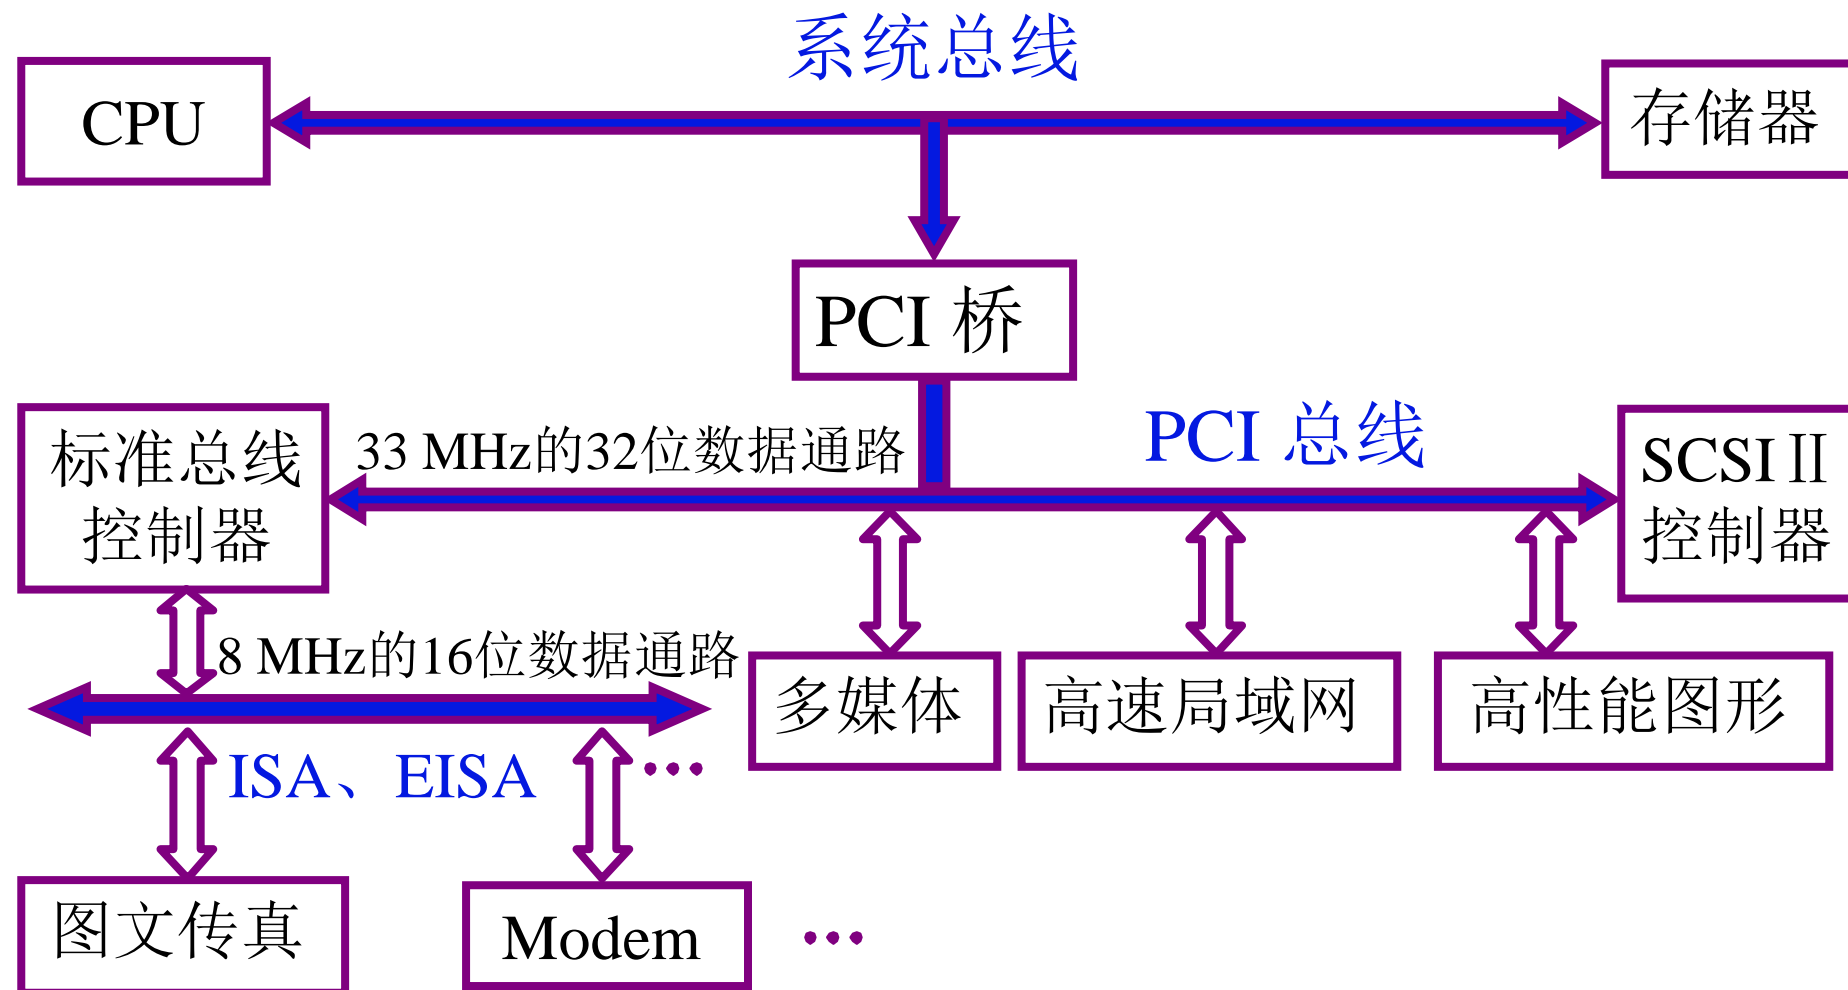 系统总线
CPU
存储器
PCI 桥
PCI 总线
标准总线
控制器
33 MHz的32位数据通路
SCSIⅡ
控制器
8 MHz的16位数据通路
多媒体
高速局域网
高性能图形
ISA、EISA
…
图文传真
Modem
…